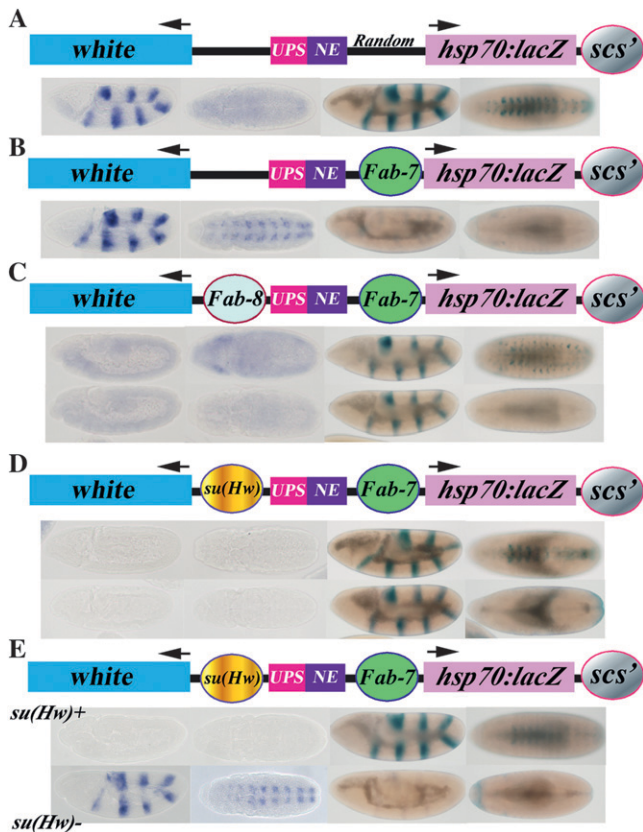 A
white UPS NE Random hsp70:lacZ scs'
B
white UPS NE Fab-7 hsp70:lacZ scs'
C
white Fab-8 UPS NE Fab-7 hsp70:lacZ scs'
D
white su(Hw) UPS NE Fab-7 hsp70:lacZ scs'
E
white su(Hw) UPS NE Fab-7 hsp70:lacZ scs'
su(Hw)+
su(Hw)-